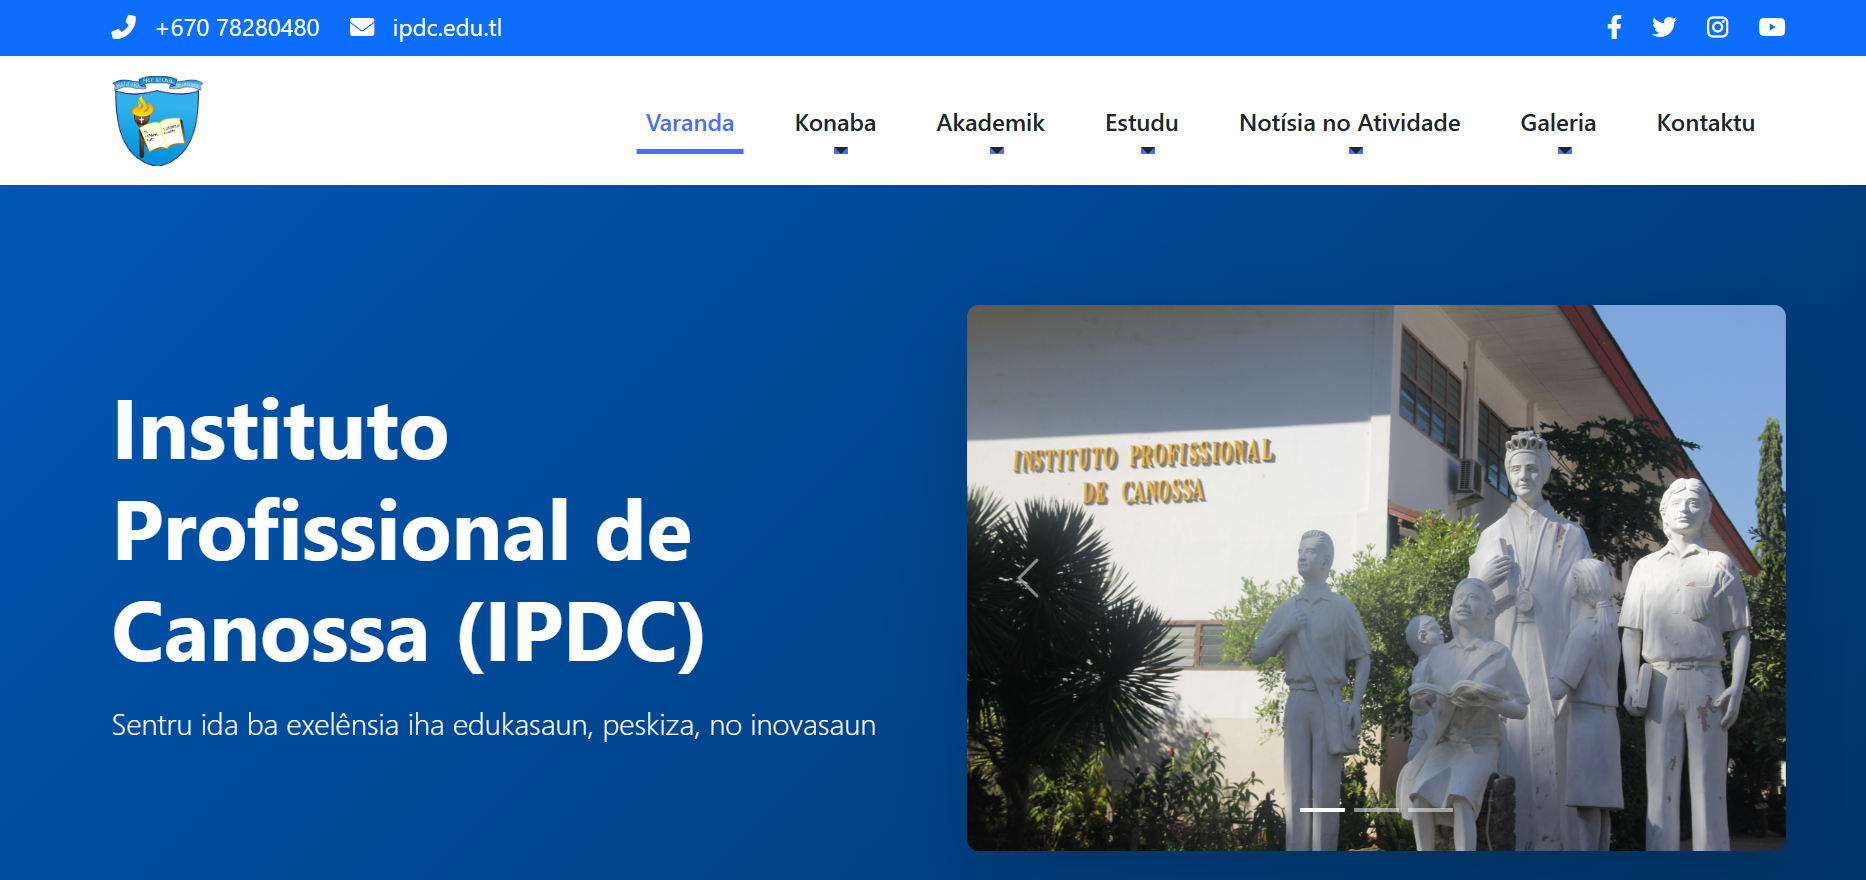 +670 78280480 ipdc.edu.tl
Varanda Konaba Akademik Estudu Notísia no Atividade Galeria Kontaktu
Instituto
Profissional de
Canossa (IPDC)
Sentru ida ba exelênsia iha edukasaun, peskiza, no inovasaun
INSTITUTO PROFISSIONAL
DE CANOSSA